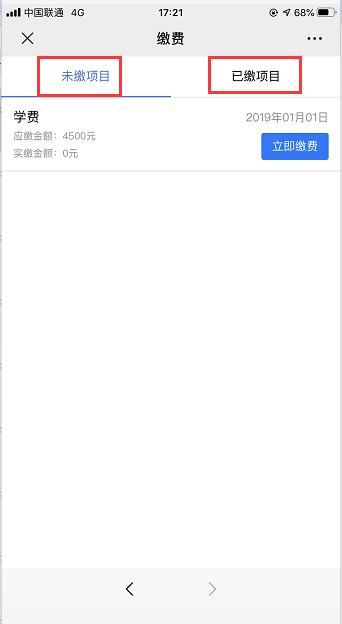 中国联通 4G 17:21 68%
缴费
未缴项目 已缴项目
学费 2019年01月01日
应缴金额：4500元
实缴金额：0元 立即缴费